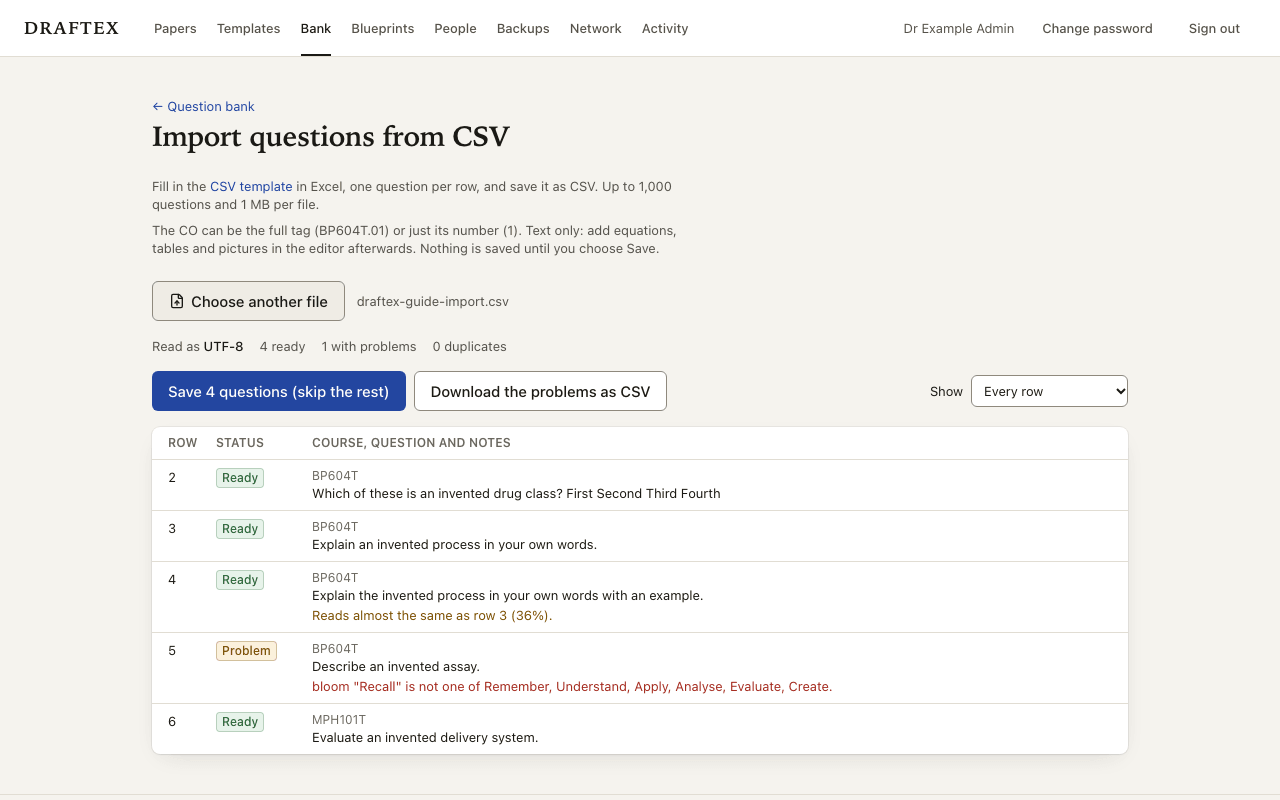 DRAFTEX Papers Templates Bank Blueprints People Backups Network Activity Dr Example Admin Change password Sign out
← Question bank
Import questions from CSV
Fill in the CSV template in Excel, one question per row, and save it as CSV. Up to 1,000
questions and 1 MB per file.
The CO can be the full tag (BP604T.01) or just its number (1). Text only: add equations,
tables and pictures in the editor afterwards. Nothing is saved until you choose Save.
Choose another file draftex-guide-import.csv
Read as UTF-8 4 ready 1 with problems 0 duplicates
Save 4 questions (skip the rest) Download the problems as CSV Show Every row
ROW STATUS COURSE, QUESTION AND NOTES
2 Ready BP604T
Which of these is an invented drug class? First Second Third Fourth
3 Ready BP604T
Explain an invented process in your own words.
4 Ready BP604T
Explain the invented process in your own words with an example.
Reads almost the same as row 3 (36%).
5 Problem BP604T
Describe an invented assay.
bloom "Recall" is not one of Remember, Understand, Apply, Analyse, Evaluate, Create.
6 Ready MPH101T
Evaluate an invented delivery system.